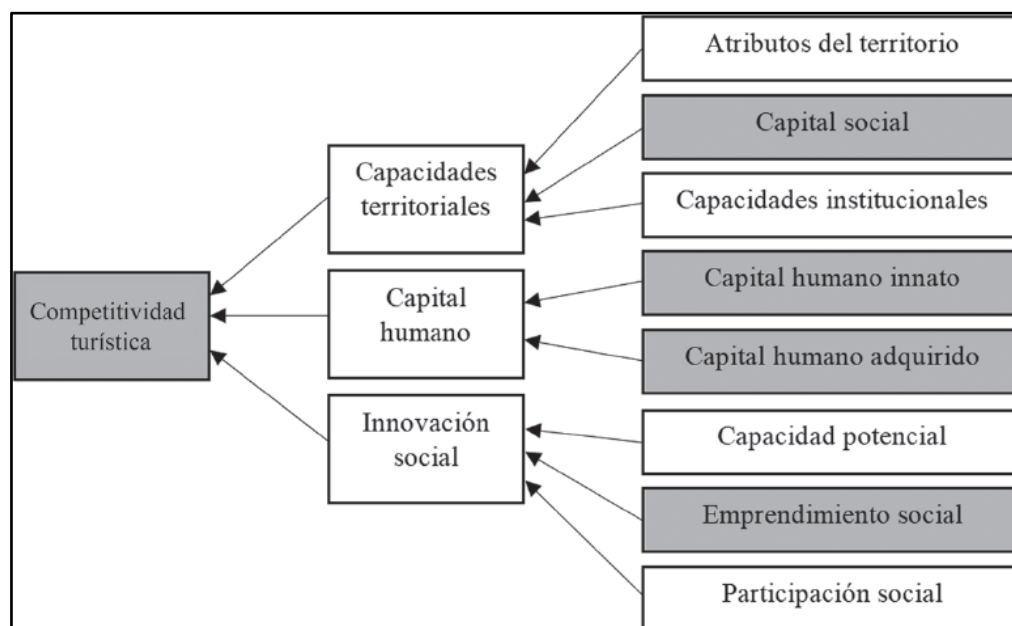 Atributos del territorio
Capital social
Capacidades
territoriales
Capacidades institucionales
Capital humano innato
Competitividad
turística
Capital
humano
Capital humano adquirido
Innovación
social
Capacidad potencial
Emprendimiento social
Participación social